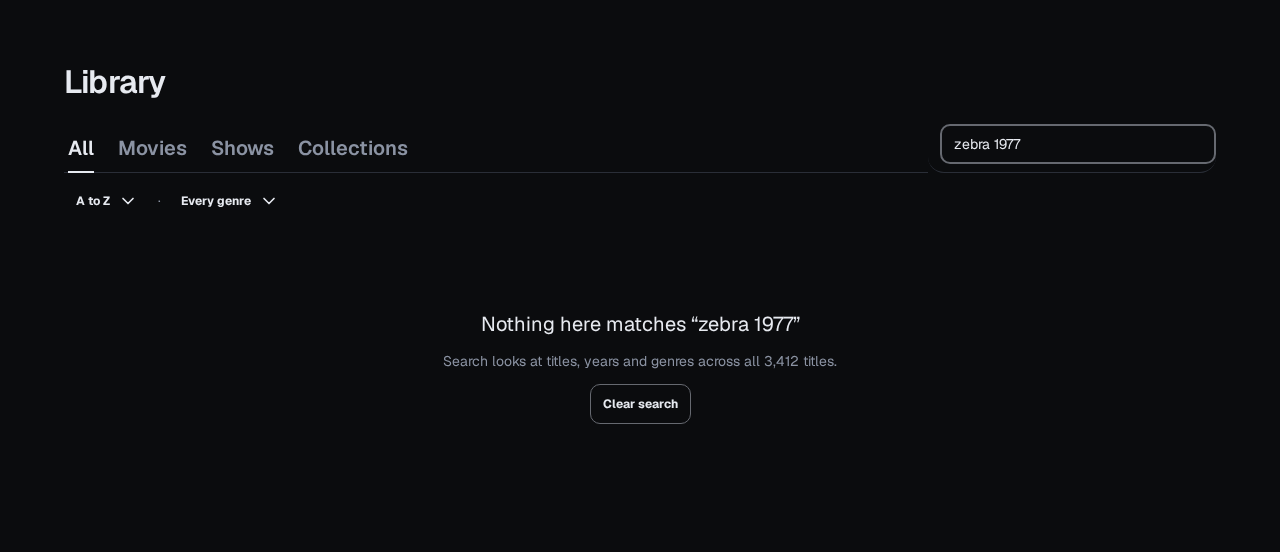 Library
All Movies Shows Collections
zebra 1977
A to Z · Every genre
Nothing here matches “zebra 1977”
Search looks at titles, years and genres across all 3,412 titles.
Clear search